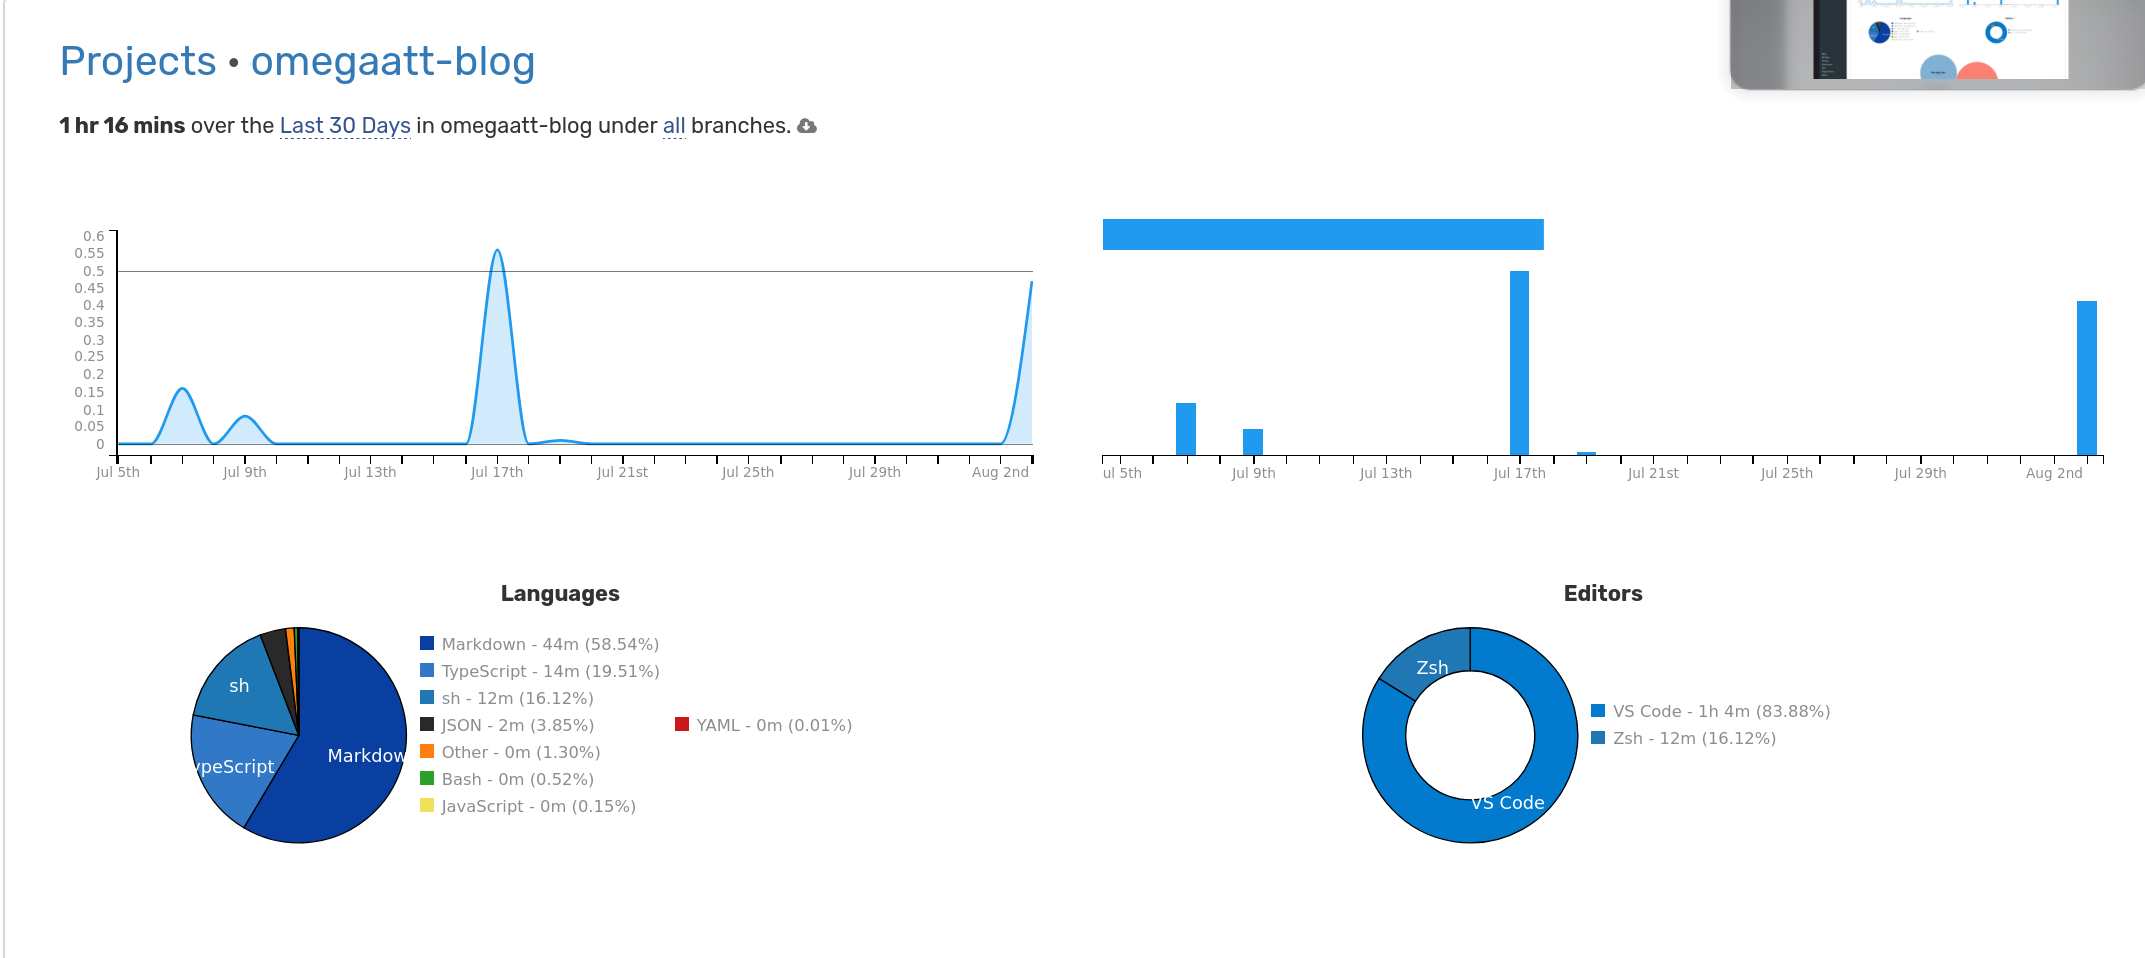 Projects • omegaatt-blog
1 hr 16 mins over the Last 30 Days in omegaatt-blog under all branches.
0.6
0.55
0.5
0.45
0.4
0.35
0.3
0.25
0.2
0.15
0.1
0.05
0
Jul 5th Jul 9th Jul 13th Jul 17th Jul 21st Jul 25th Jul 29th Aug 2nd
ul 5th Jul 9th Jul 13th Jul 17th Jul 21st Jul 25th Jul 29th Aug 2nd
Languages
sh
Markdow
ypeScript
Markdown - 44m (58.54%)
TypeScript - 14m (19.51%)
sh - 12m (16.12%)
JSON - 2m (3.85%)
Other - 0m (1.30%)
Bash - 0m (0.52%)
JavaScript - 0m (0.15%)
YAML - 0m (0.01%)
Editors
Zsh
VS Code
VS Code - 1h 4m (83.88%)
Zsh - 12m (16.12%)